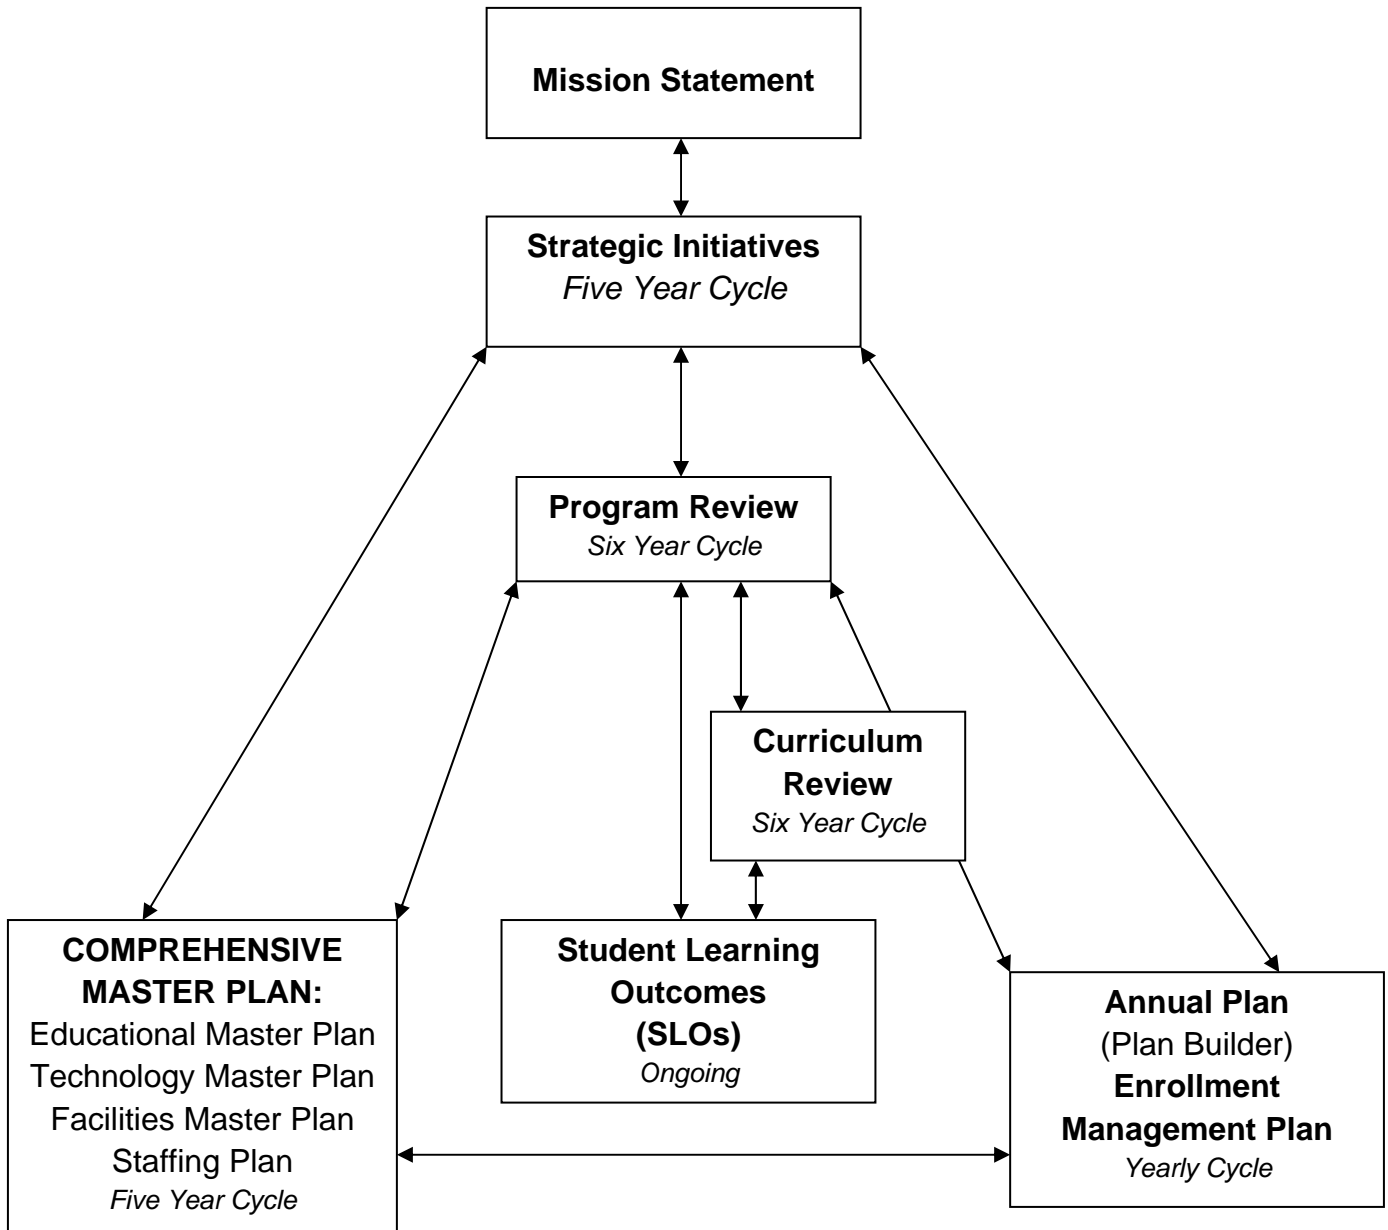 Mission Statement
Strategic Initiatives
Five Year Cycle
Program Review
Six Year Cycle
Curriculum
Review
Six Year Cycle
COMPREHENSIVE
MASTER PLAN:
Educational Master Plan
Technology Master Plan
Facilities Master Plan
Staffing Plan
Five Year Cycle
Student Learning
Outcomes
(SLOs)
Ongoing
Annual Plan
(Plan Builder)
Enrollment
Management Plan
Yearly Cycle